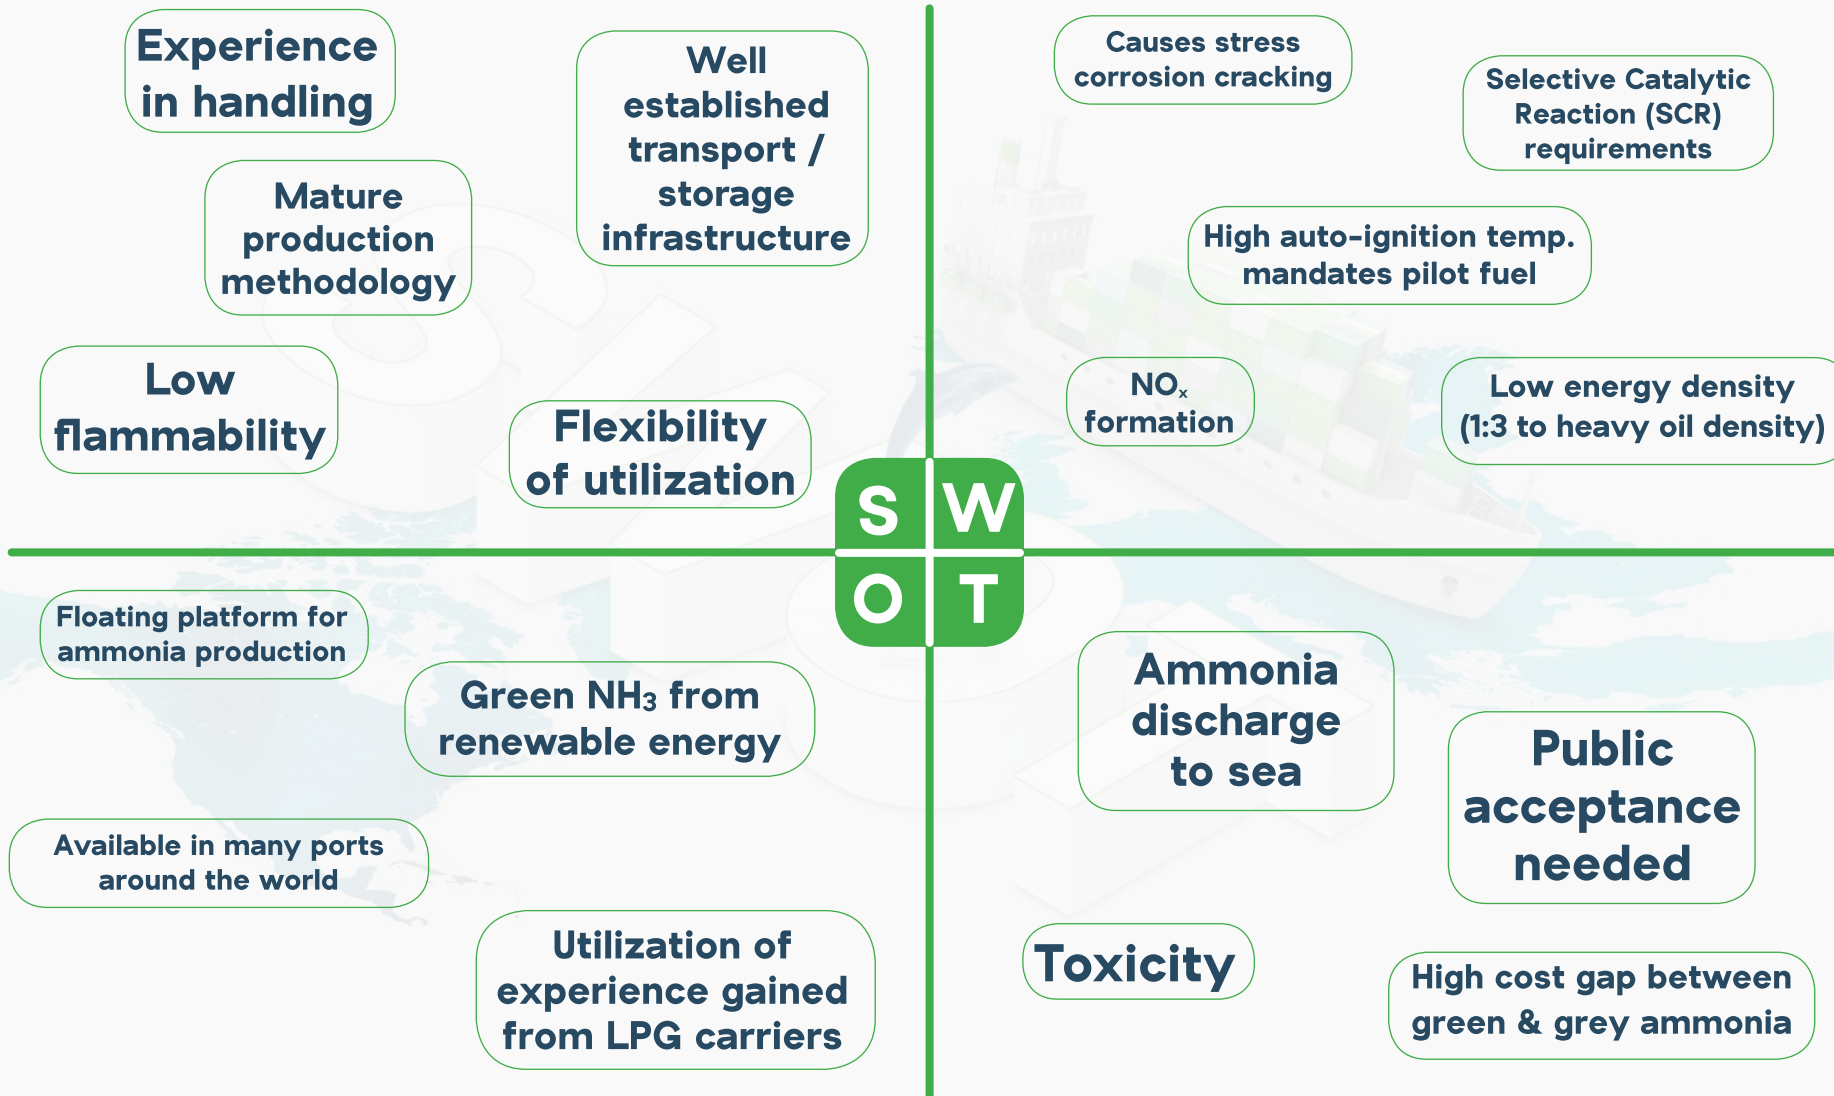 Experience
in handling
Well
established
transport /
storage
infrastructure
Mature
production
methodology
Low
flammability
Flexibility
of utilization
Causes stress
corrosion cracking
Selective Catalytic
Reaction (SCR)
requirements
High auto-ignition temp.
mandates pilot fuel
NOₓ
formation
Low energy density
(1:3 to heavy oil density)
S W
O T
Floating platform for
ammonia production
Green NH₃ from
renewable energy
Available in many ports
around the world
Utilization of
experience gained
from LPG carriers
Ammonia
discharge
to sea
Public
acceptance
needed
Toxicity
High cost gap between
green & grey ammonia